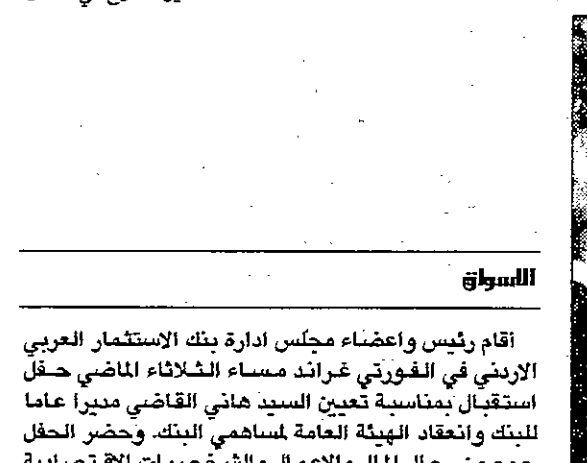 الاسواق
أقام رئيس واعضاء مجلس ادارة بنك الاستثمار العربي
الاردني في الفورتي غراند مساء الثلاثاء الماضي حفل
استقبال بمناسبة تعيين السيد هاني القاضي مديرا عاما
للبنك وانعقاد الهيئة العامة لمساهمي البنك. وحضر الحفل